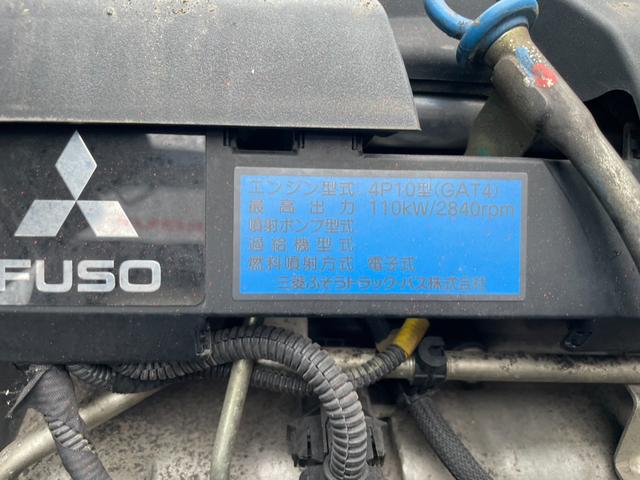 FUSO
エンジン型式 4P10型(GAT4)
最高出力 110kW/2840rpm
噴射ポンプ型式
過給機型式
燃料噴射方式 電子式
三菱ふそうトラック・バス株式会社